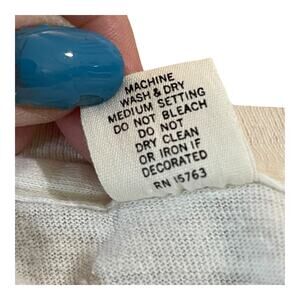 MACHINE
WASH & DRY
MEDIUM SETTING
DO NOT BLEACH
DO NOT
DRY CLEAN
OR IRON IF
DECORATED
RN 15763